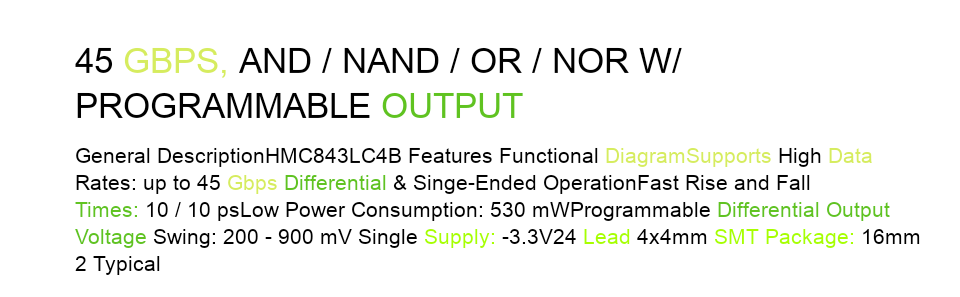 45 GBPS, AND / NAND / OR / NOR W/
PROGRAMMABLE OUTPUT
General DescriptionHMC843LC4B Features Functional DiagramSupports High Data
Rates: up to 45 Gbps Differential & Singe-Ended OperationFast Rise and Fall
Times: 10 / 10 psLow Power Consumption: 530 mWProgrammable Differential Output
Voltage Swing: 200 - 900 mV Single Supply: -3.3V24 Lead 4x4mm SMT Package: 16mm
2 Typical